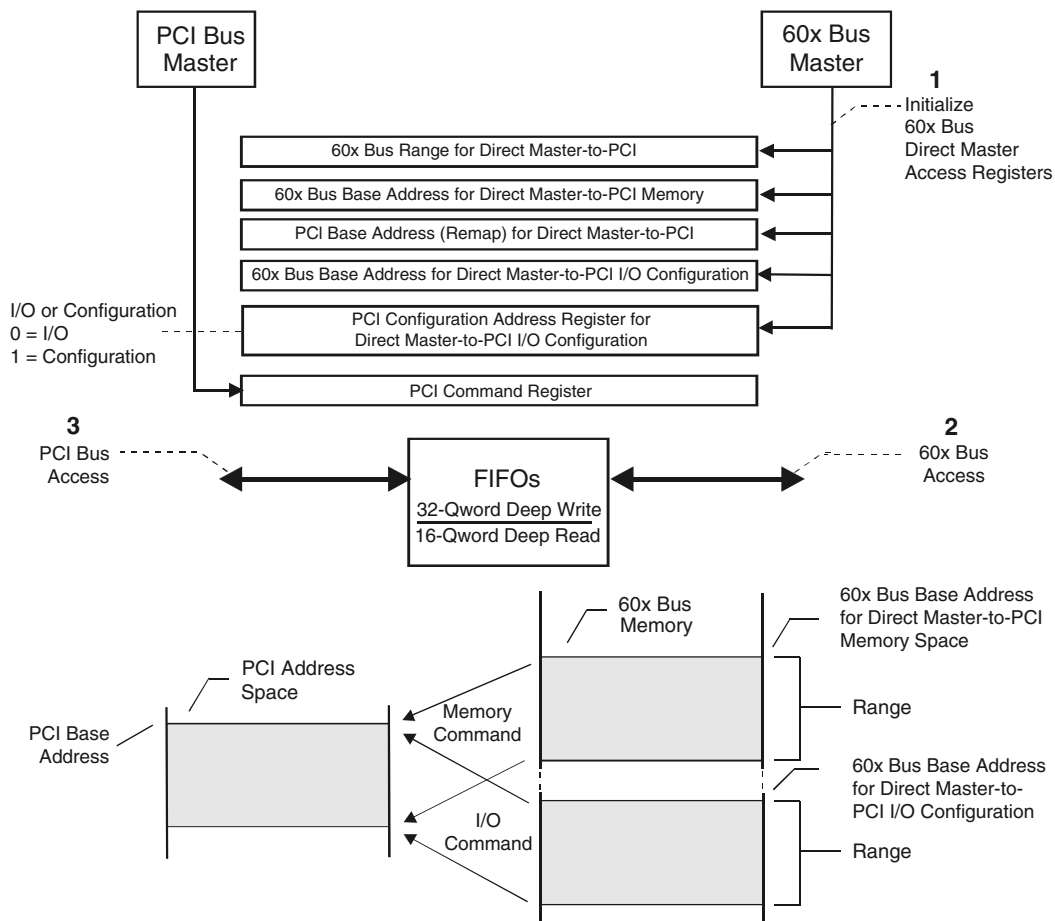 PCI Bus
Master
60x Bus
Master
1
Initialize
60x Bus
Direct Master
Access Registers
60x Bus Range for Direct Master-to-PCI
60x Bus Base Address for Direct Master-to-PCI Memory
PCI Base Address (Remap) for Direct Master-to-PCI
60x Bus Base Address for Direct Master-to-PCI I/O Configuration
I/O or Configuration
0 = I/O
1 = Configuration
PCI Configuration Address Register for
Direct Master-to-PCI I/O Configuration
PCI Command Register
3
PCI Bus
Access
FIFOs
32-Qword Deep Write
16-Qword Deep Read
2
60x Bus
Access
60x Bus
Memory
60x Bus Base Address
for Direct Master-to-PCI
Memory Space
PCI Address
Space
PCI Base
Address
Memory
Command
Range
60x Bus Base Address
for Direct Master-to-
PCI I/O Configuration
I/O
Command
Range